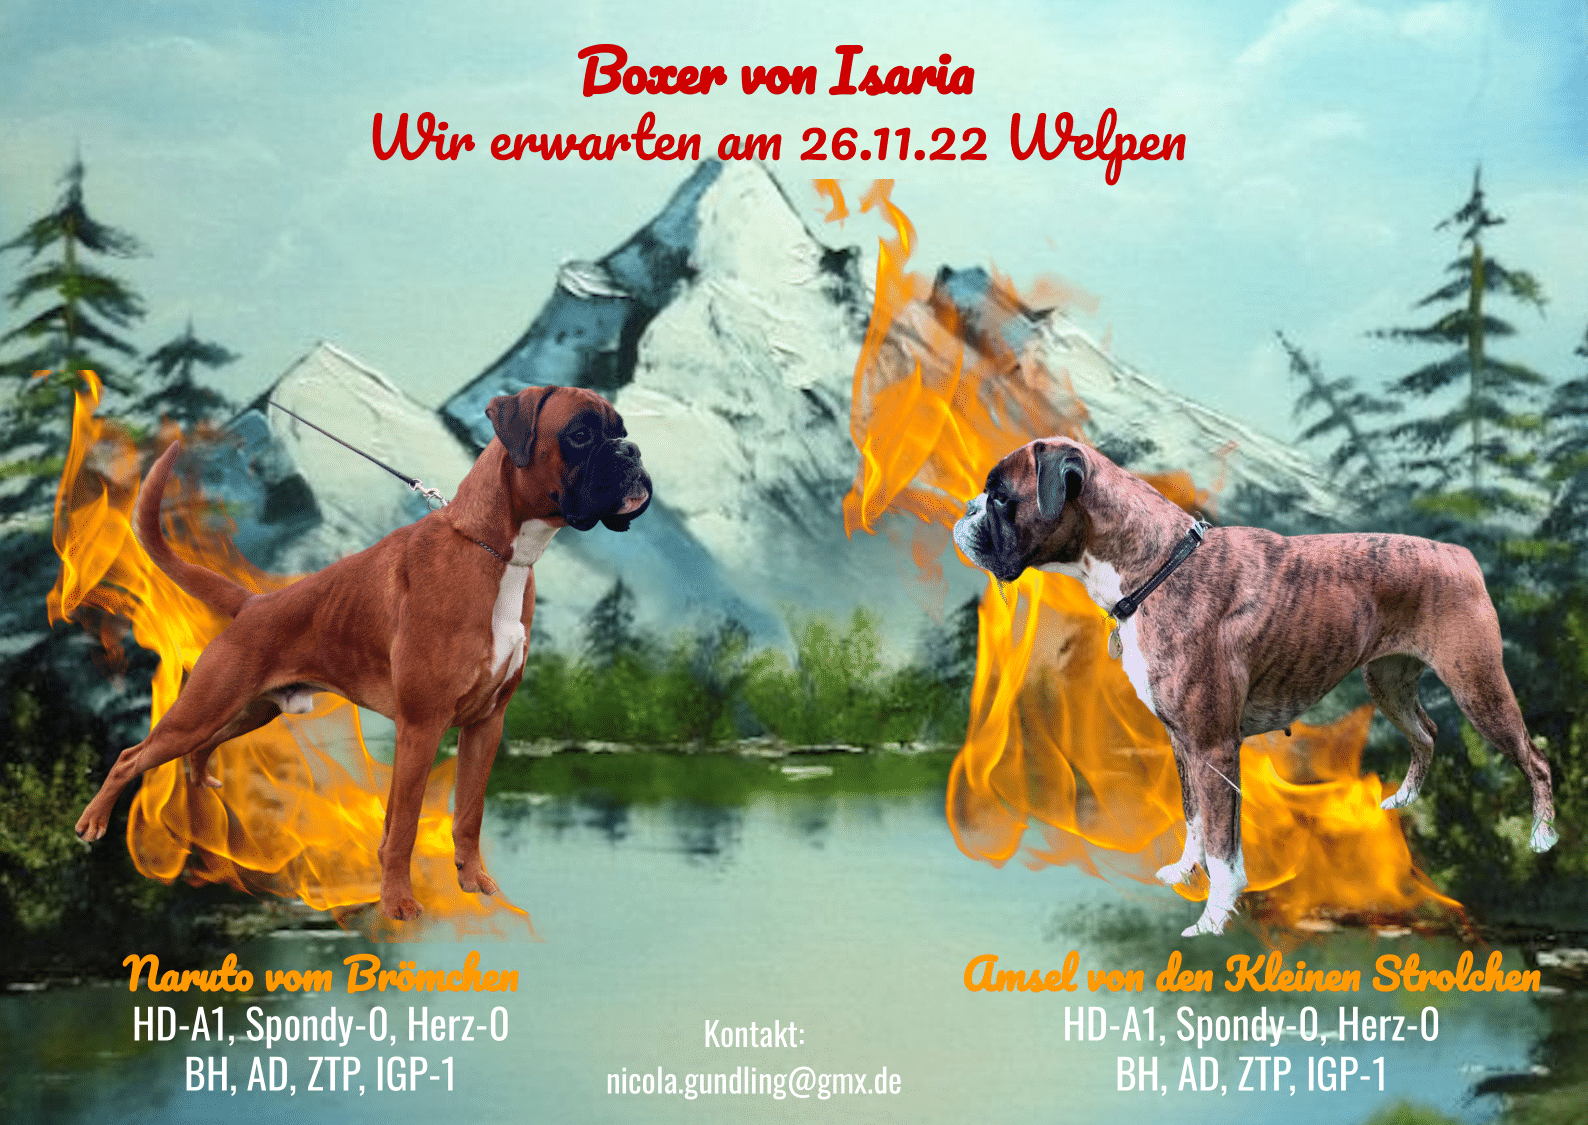 Boxer von Isaria
Wir erwarten am 26.11.22 Welpen
Naruto vom Brömchen
HD-A1, Spondy-0, Herz-0
BH, AD, ZTP, IGP-1
Kontakt:
nicola.gundling@gmx.de
Amsel von den Kleinen Strolchen
HD-A1, Spondy-0, Herz-0
BH, AD, ZTP, IGP-1